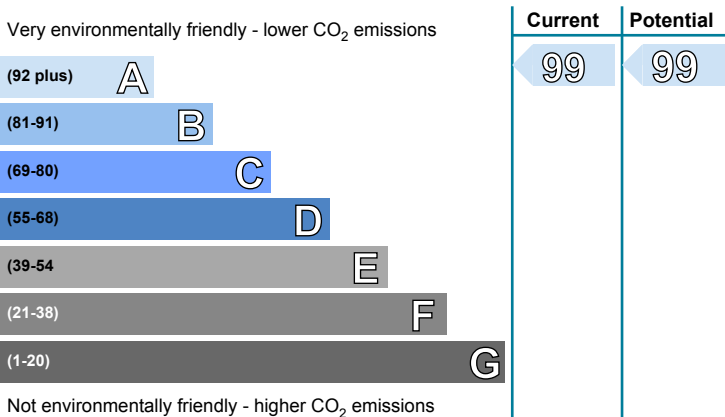 Current Potential
Very environmentally friendly - lower CO2 emissions
(92 plus) A 99 99
(81-91) B
(69-80) C
(55-68) D
(39-54 E
(21-38) F
(1-20) G
Not environmentally friendly - higher CO2 emissions